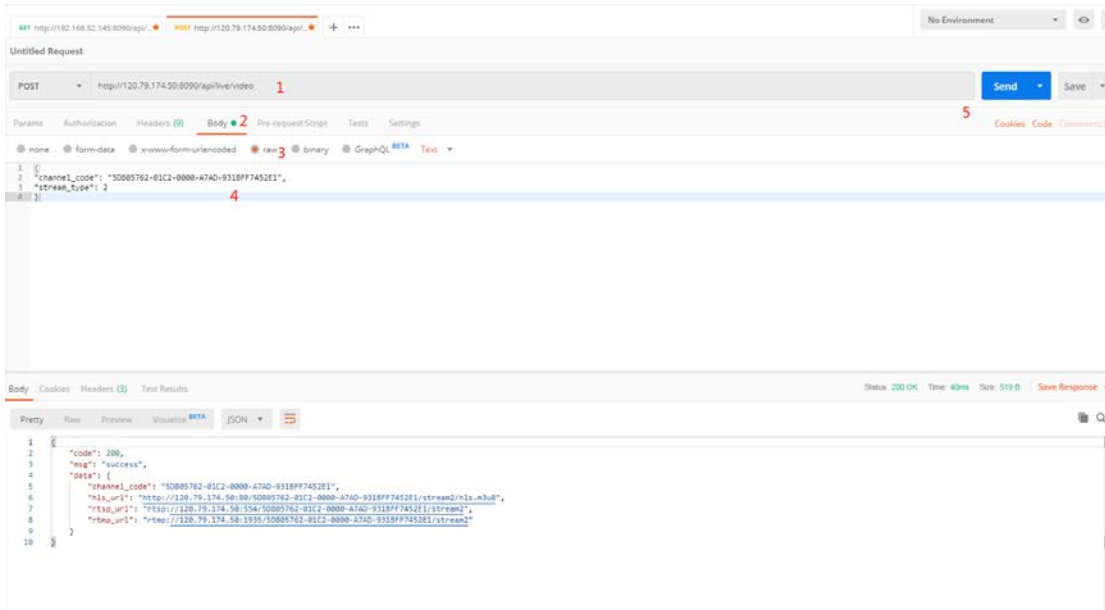 GET http://192.168.52.145:8090/api/... POST http://120.79.174.50:8090/api/... + ••• No Environment
Untitled Request
POST http://120.79.174.50:8090/api/live/video 1 Send Save
5
Params Authorization Headers (9) Body 2 Pre-request Script Tests Settings Cookies Code Comments
none form-data x-www-form-urlencoded raw 3 binary GraphQL BETA Text
1 {
2 "channel_code": "5D805762-01C2-0000-A7AD-9318FF7452E1",
3 "stream_type": 2
4 }
4
Body Cookies Headers (3) Test Results Status: 200 OK Time: 40ms Size: 519 B Save Response
Pretty Raw Preview Visualize BETA JSON
1 {
2 "code": 200,
3 "msg": "success",
4 "data": {
5 "channel_code": "5D805762-01C2-0000-A7AD-9318FF7452E1",
6 "hls_url": "http://120.79.174.50:80/5D805762-01C2-0000-A7AD-9318FF7452E1/stream2/hls.m3u8",
7 "rtsp_url": "rtsp://120.79.174.50:554/5D805762-01C2-0000-A7AD-9318FF7452E1/stream2",
8 "rtmp_url": "rtmp://120.79.174.50:1935/5D805762-01C2-0000-A7AD-9318FF7452E1/stream2"
9 }
10 }